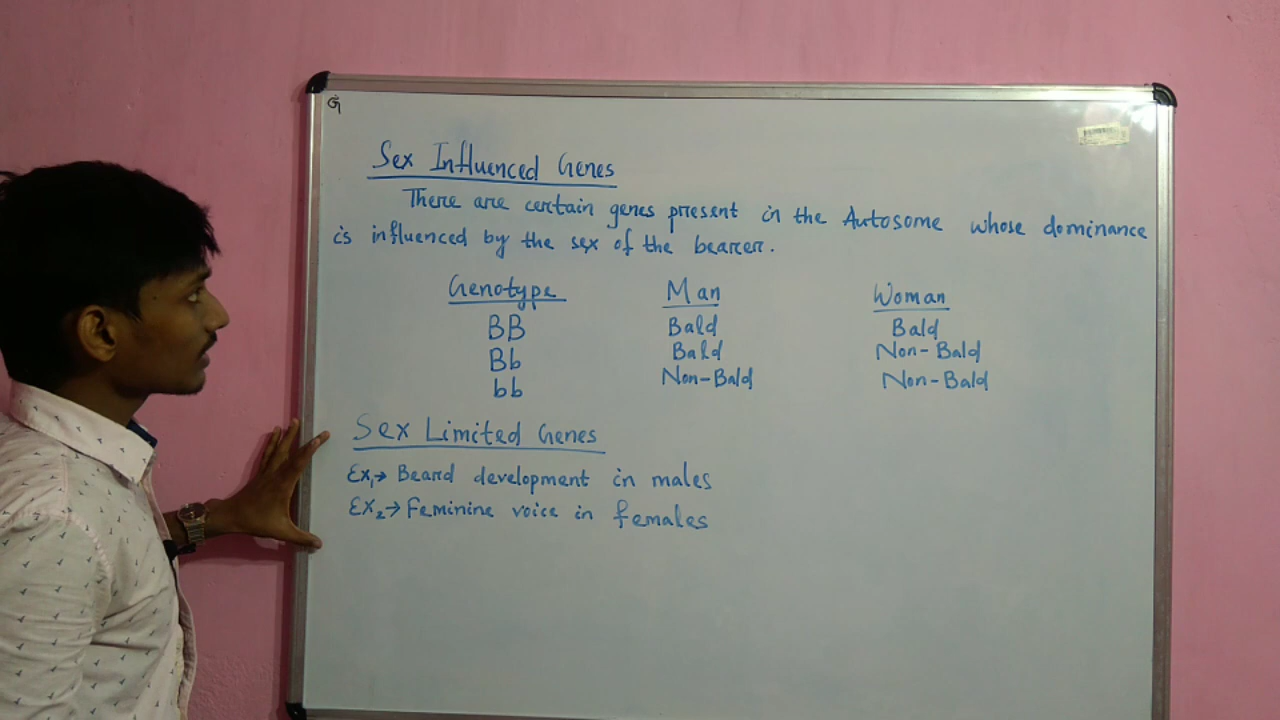 G
Sex Influenced Genes
There are certain genes present in the Autosome whose dominance
is influenced by the sex of the bearer.
Genotype Man Woman
BB Bald Bald
Bb Bald Non-Bald
bb Non-Bald Non-Bald
Sex Limited Genes
Ex₁→ Beard development in males
Ex₂→ Feminine voice in females